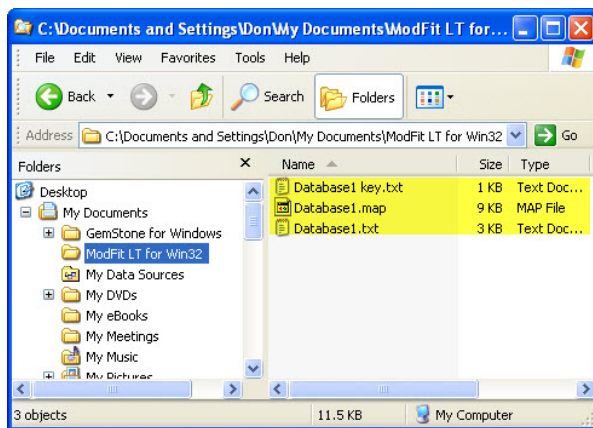 C:\Documents and Settings\Don\My Documents\ModFit LT for...
File Edit View Favorites Tools Help
Back Search Folders
Address C:\Documents and Settings\Don\My Documents\ModFit LT for Win32 Go
Folders x Name Size Type
Desktop
Database1 key.txt 1 KB Text Doc...
My Documents
Database1.map 9 KB MAP File
GemStone for Windows
Database1.txt 3 KB Text Doc...
ModFit LT for Win32
My Data Sources
My DVDs
My eBooks
My Meetings
My Music
My Pictures
3 objects 11.5 KB My Computer